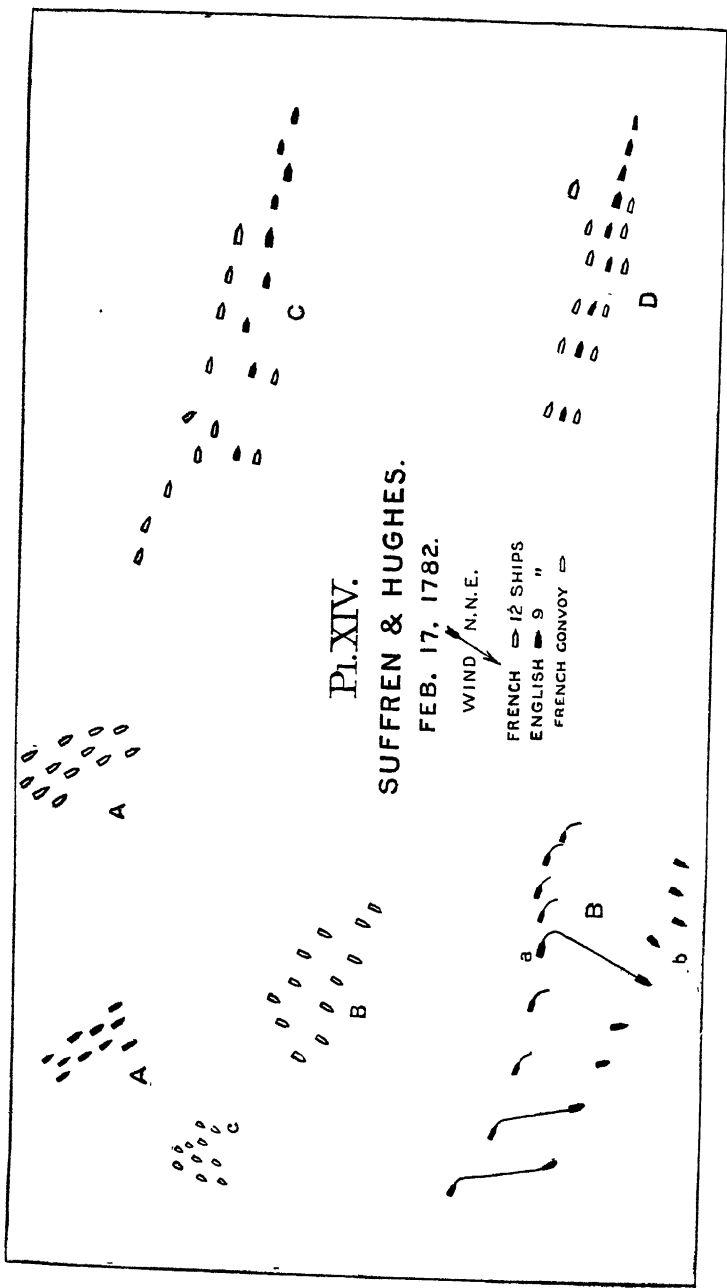 Pl. XIV.
SUFFREN & HUGHES.
FEB. 17, 1782.
WIND N.N.E.
FRENCH 12 SHIPS
ENGLISH 9 "
FRENCH CONVOY
A
A
B
c
C
D
a
B
b